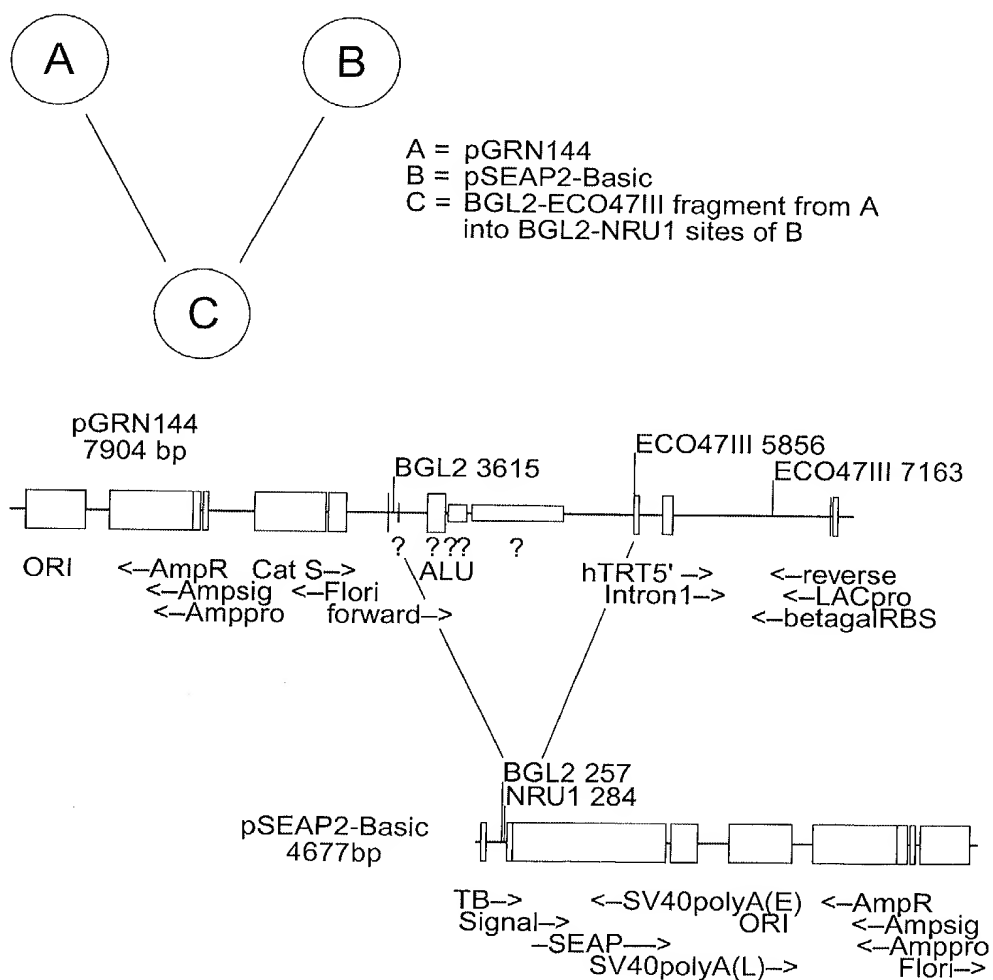 A
B
A = pGRN144
B = pSEAP2-Basic
C = BGL2-ECO47III fragment from A
into BGL2-NRU1 sites of B
C
pGRN144
7904 bp
BGL2 3615
ECO47III 5856
ECO47III 7163
? ? ?? ?
ORI
<–AmpR
Cat S–>
ALU
hTRT5' –>
<–reverse
<–Ampsig
<–Flori
Intron1–>
<–LACpro
<–Amppro
forward–>
<–betagalRBS
BGL2 257
NRU1 284
pSEAP2-Basic
4677bp
TB–>
<–SV40polyA(E)
<–AmpR
Signal–>
ORI
<–Ampsig
–SEAP—>
<–Amppro
SV40polyA(L)–>
Flori–>